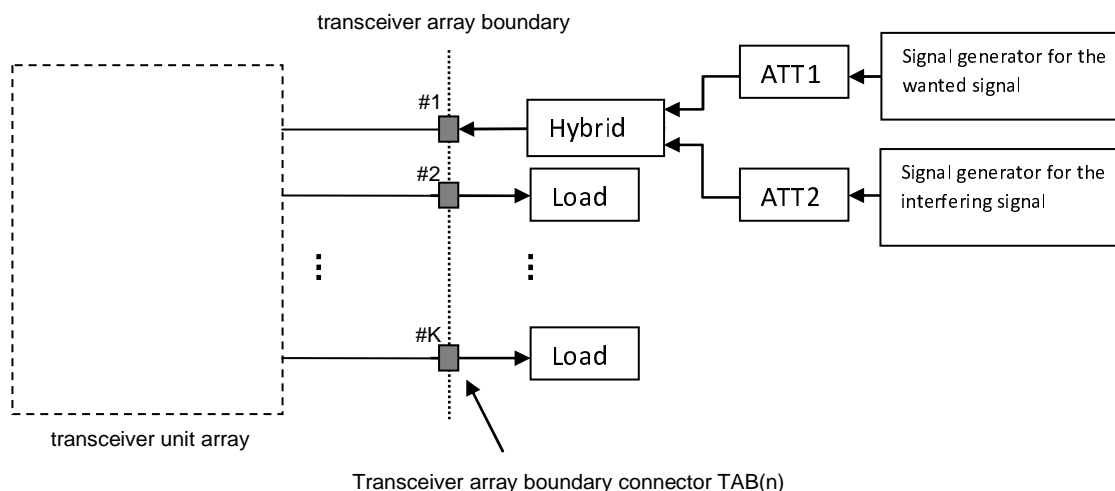 transceiver array boundary
#1
Hybrid
ATT1
Signal generator for the
wanted signal
#2
Load
ATT2
Signal generator for the
interfering signal
#K
Load
transceiver unit array
Transceiver array boundary connector TAB(n)